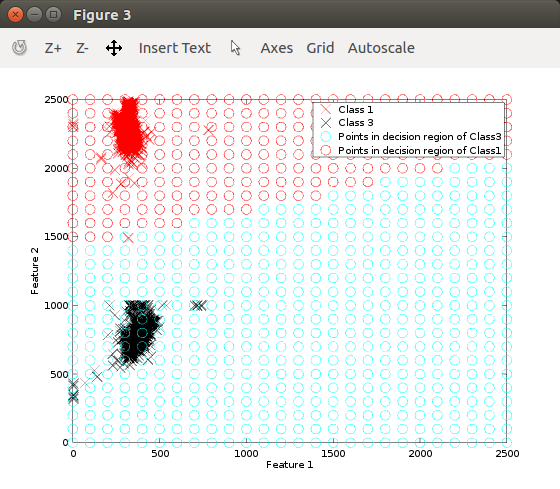 Figure 3
Z+ Z- Insert Text Axes Grid Autoscale
Class 1
Class 3
Points in decision region of Class3
Points in decision region of Class1
2500
2000
1500
1000
500
0
Feature 2
0 500 1000 1500 2000 2500
Feature 1